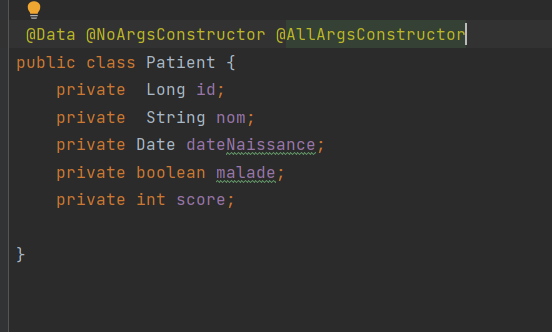 @Data @NoArgsConstructor @AllArgsConstructor
public class Patient {
    private  Long id;
    private  String nom;
    private Date dateNaissance;
    private boolean malade;
    private int score;
}